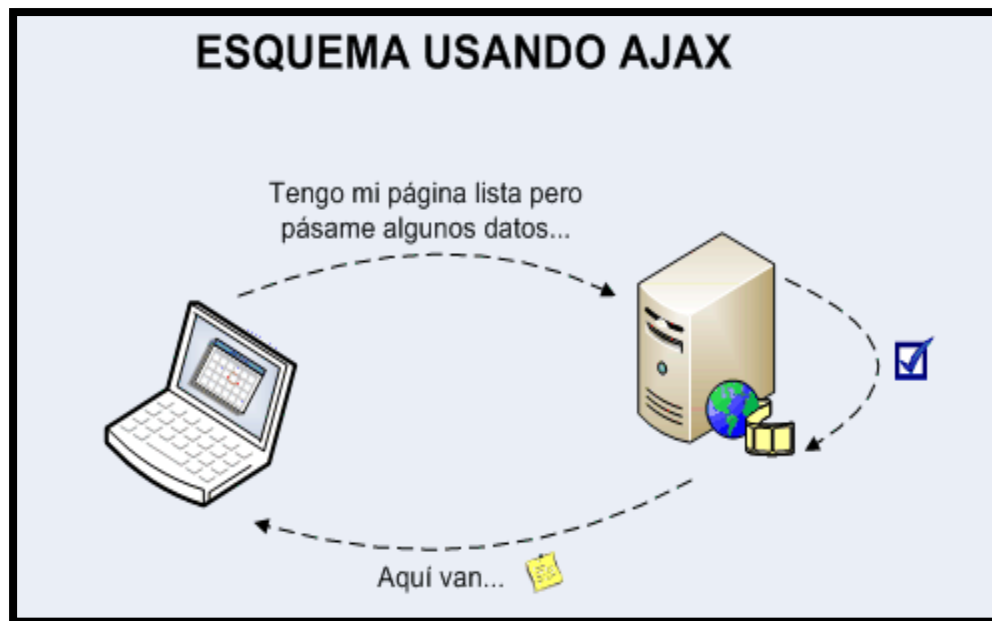 ESQUEMA USANDO AJAX
Tengo mi página lista pero
pásame algunos datos...
Aquí van...